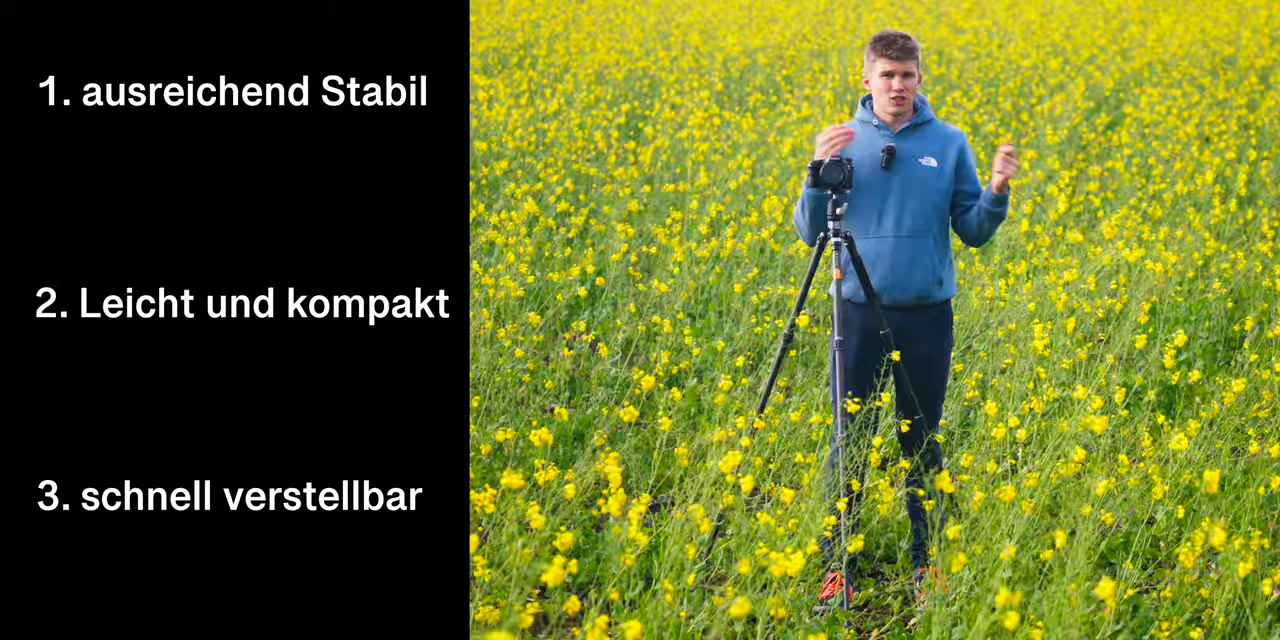 1. ausreichend Stabil
2. Leicht und kompakt
3. schnell verstellbar